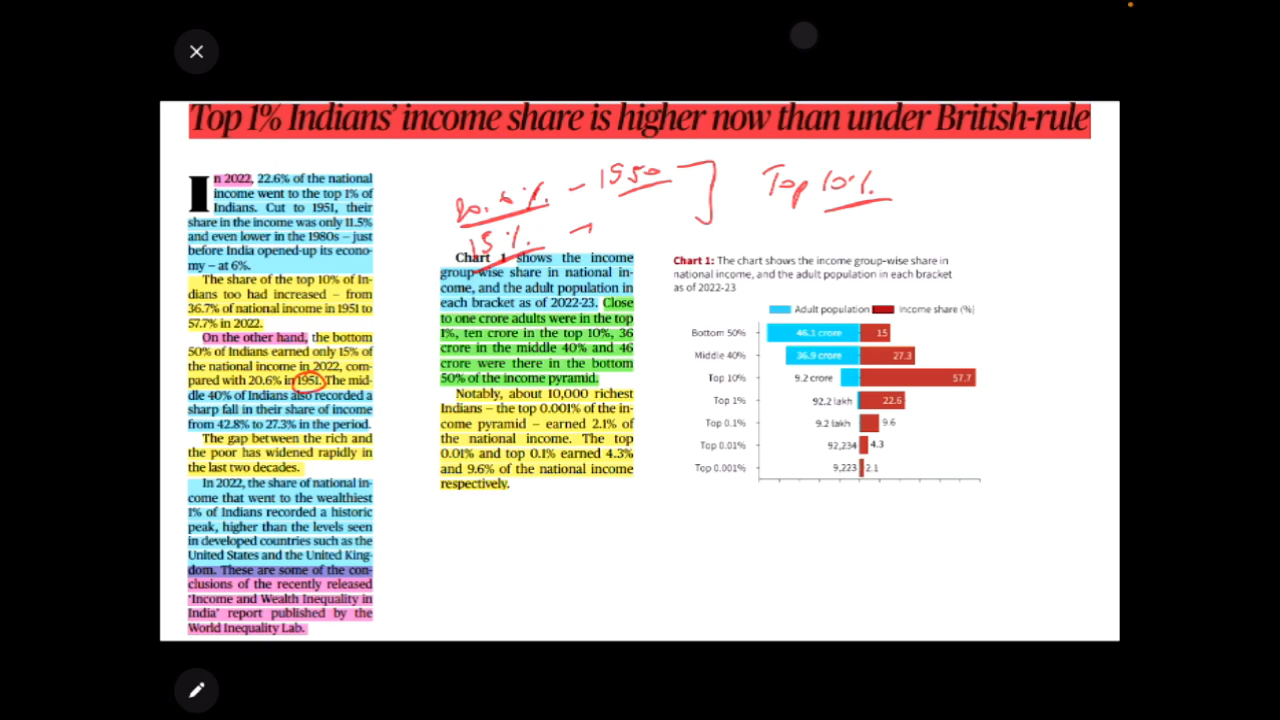 Top 1% Indians' income share is higher now than under British-rule
In 2022, 22.6% of the national
income went to the top 1% of
Indians. Cut to 1951, their
share in the income was only 11.5%
and even lower in the 1980s – just
before India opened-up its econo-
my – at 6%.
The share of the top 10% of In-
dians too had increased – from
36.7% of national income in 1951 to
57.7% in 2022.
On the other hand, the bottom
50% of Indians earned only 15% of
the national income in 2022, com-
pared with 20.6% in 1951. The mid-
dle 40% of Indians also recorded a
sharp fall in their share of income
from 42.8% to 27.3% in the period.
The gap between the rich and
the poor has widened rapidly in
the last two decades.
In 2022, the share of national in-
come that went to the wealthiest
1% of Indians recorded a historic
peak, higher than the levels seen
in developed countries such as the
United States and the United King-
dom. These are some of the con-
clusions of the recently released
'Income and Wealth Inequality in
India' report published by the
World Inequality Lab.
20.6% – 1950
15%
Top 10%
Chart 1 shows the income
group-wise share in national in-
come, and the adult population in
each bracket as of 2022-23. Close
to one crore adults were in the top
1%, ten crore in the top 10%, 36
crore in the middle 40% and 46
crore were there in the bottom
50% of the income pyramid.
Notably, about 10,000 richest
Indians – the top 0.001% of the in-
come pyramid – earned 2.1% of
the national income. The top
0.01% and top 0.1% earned 4.3%
and 9.6% of the national income
respectively.
Chart 1: The chart shows the income group-wise share in
national income, and the adult population in each bracket
as of 2022-23
Adult population Income share (%)
Bottom 50% 46.1 crore 15
Middle 40% 36.9 crore 27.3
Top 10% 9.2 crore 57.7
Top 1% 92.2 lakh 22.6
Top 0.1% 9.2 lakh 9.6
Top 0.01% 92,234 4.3
Top 0.001% 9,223 2.1